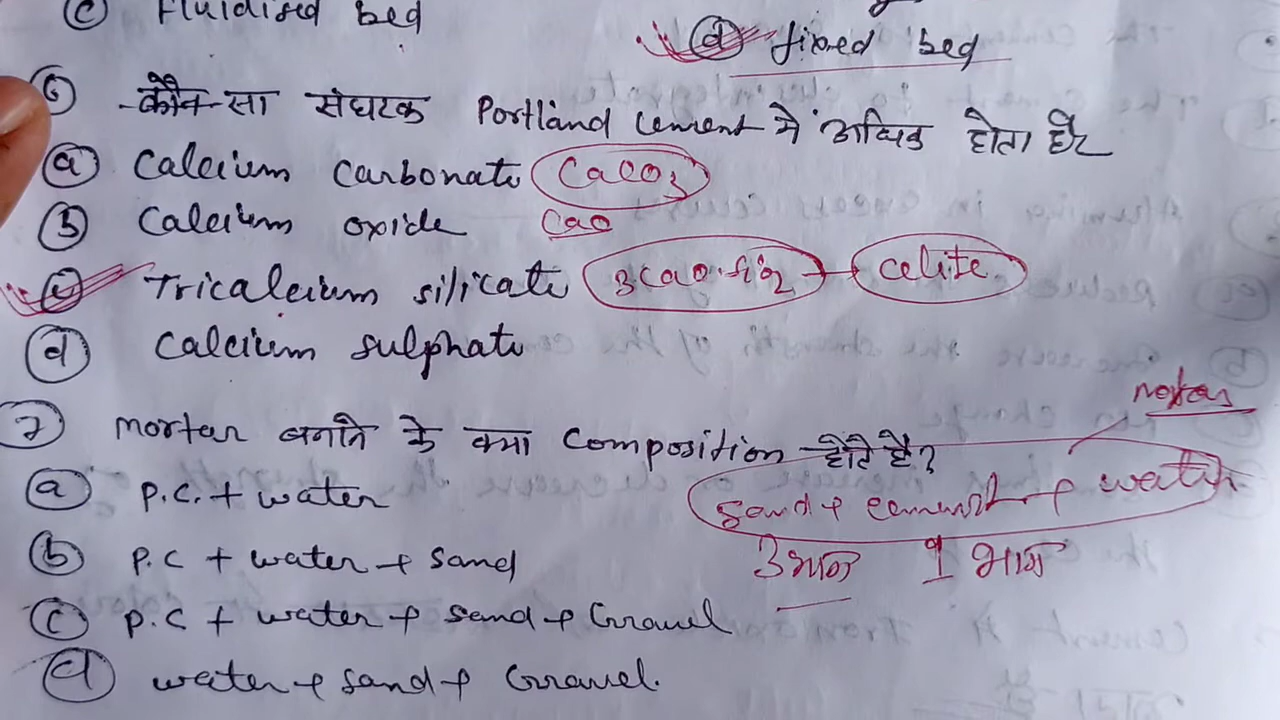 (c) Fluidised bed
(d) fixed bed
(6) कौन-सा संघटक Portland cement में अधिक होता है
(a) Calcium Carbonate CaCO3
(b) Calcium oxide CaO
(c) Tricalcium silicate 3CaO.SiO2 → celite
(d) Calcium sulphate
mortar
(7) mortar बनाने के क्या composition होते है?
(a) P.C. + water
sand + cement + water
(b) P.C + water + sand
3 भाग 1 भाग
(c) P.C + water + sand + Gravel
(d) water + sand + Gravel.